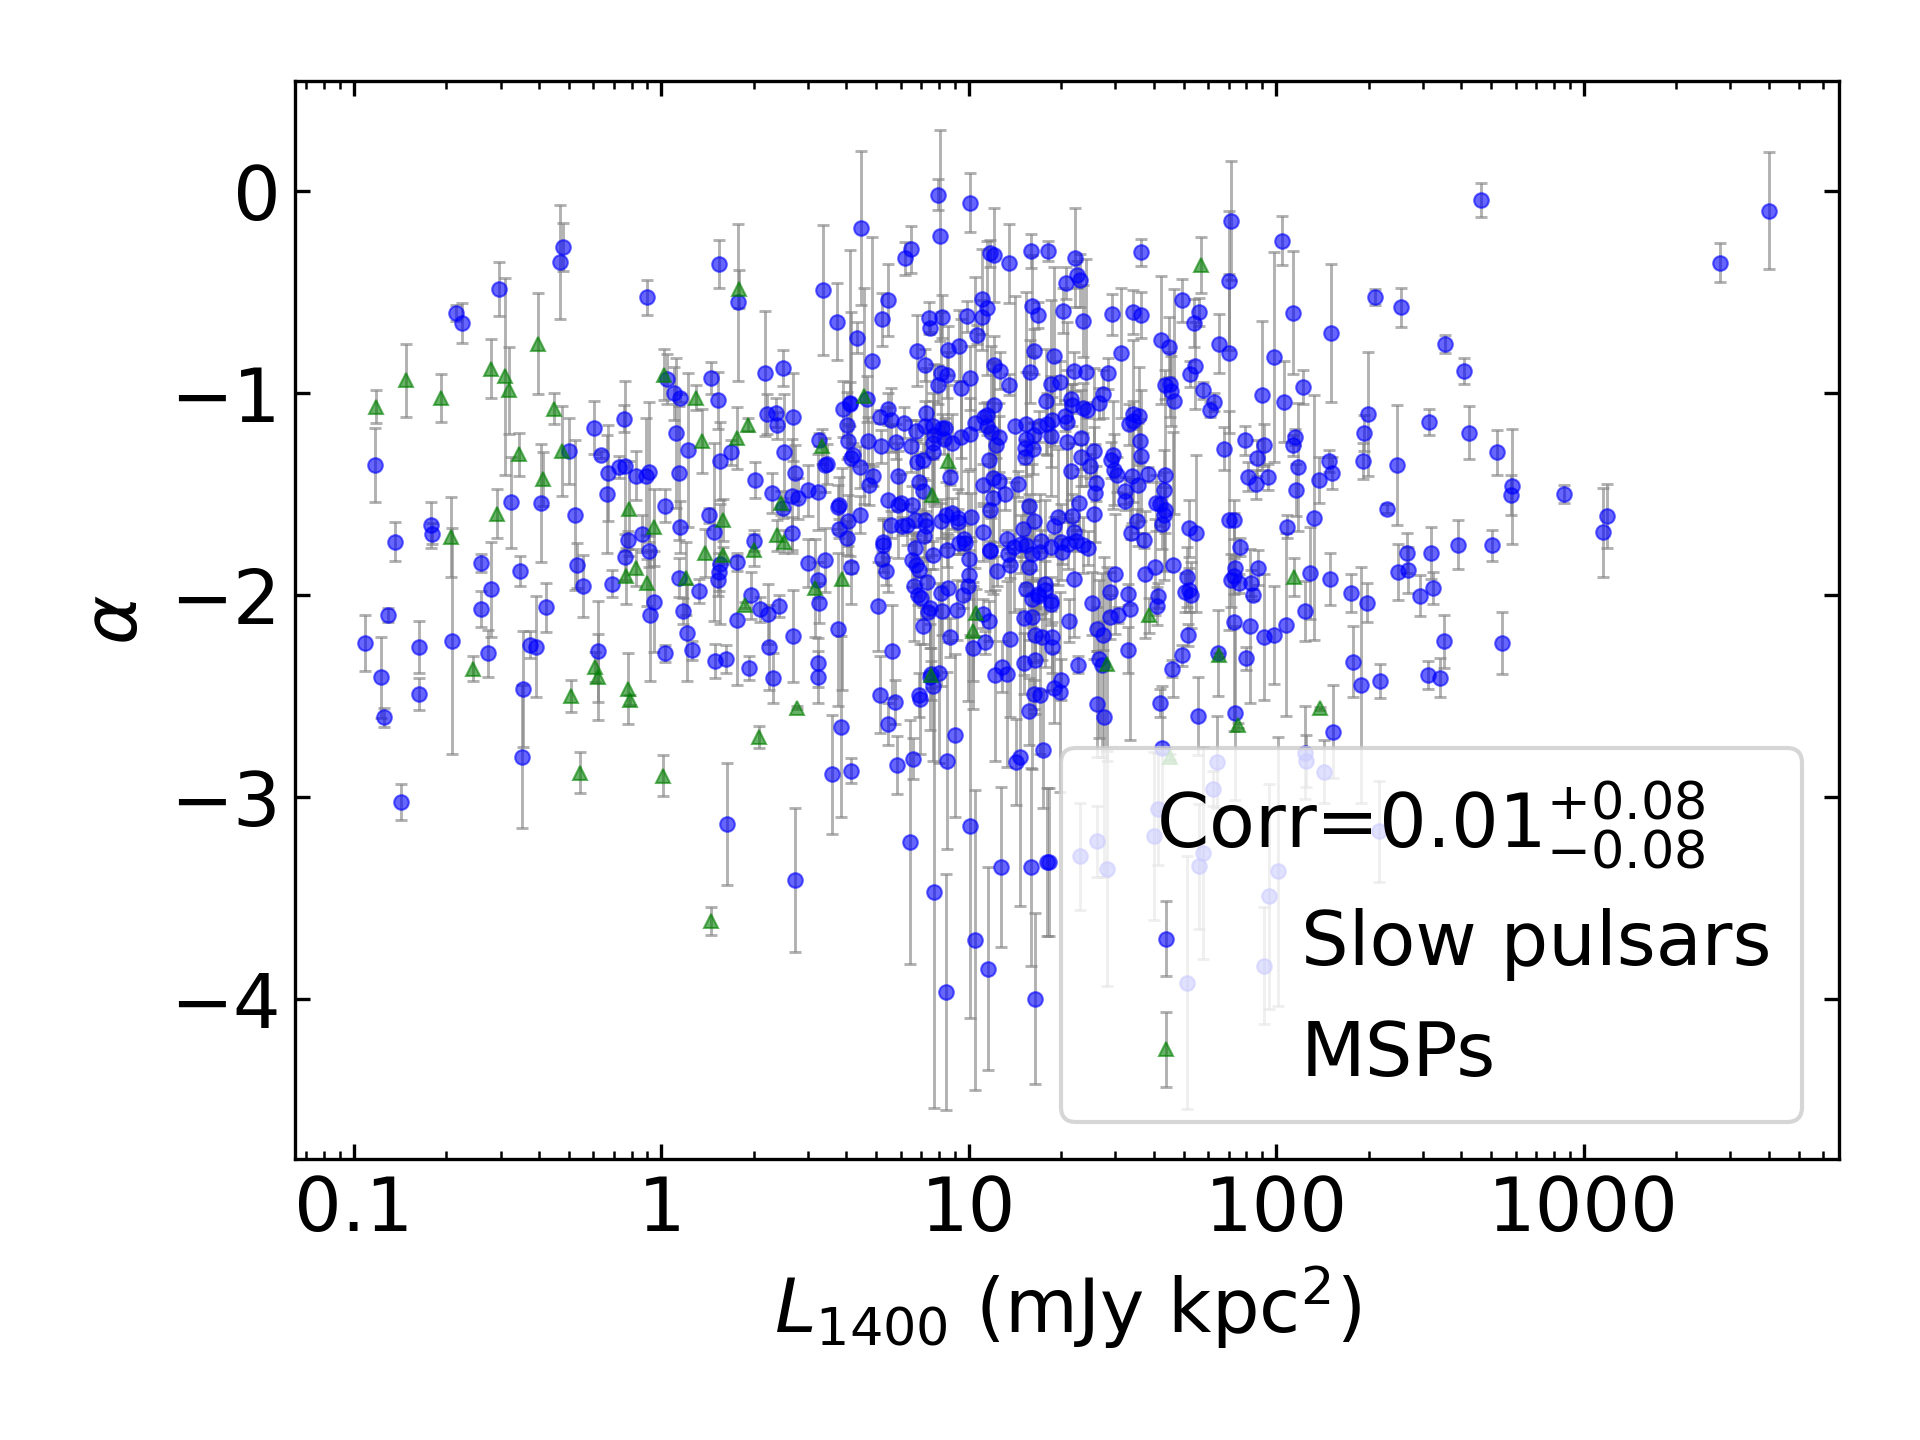 0
−1
−2
−3
−4
α
Corr=0.01+0.08−0.08
Slow pulsars
MSPs
0.1 1 10 100 1000
L1400 (mJy kpc2)